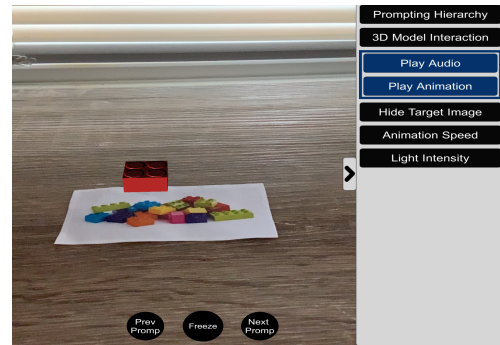 Prompting Hierarchy
3D Model Interaction
Play Audio
Play Animation
Hide Target Image
Animation Speed
Light Intensity
Prev
Promp
Freeze
Next
Promp